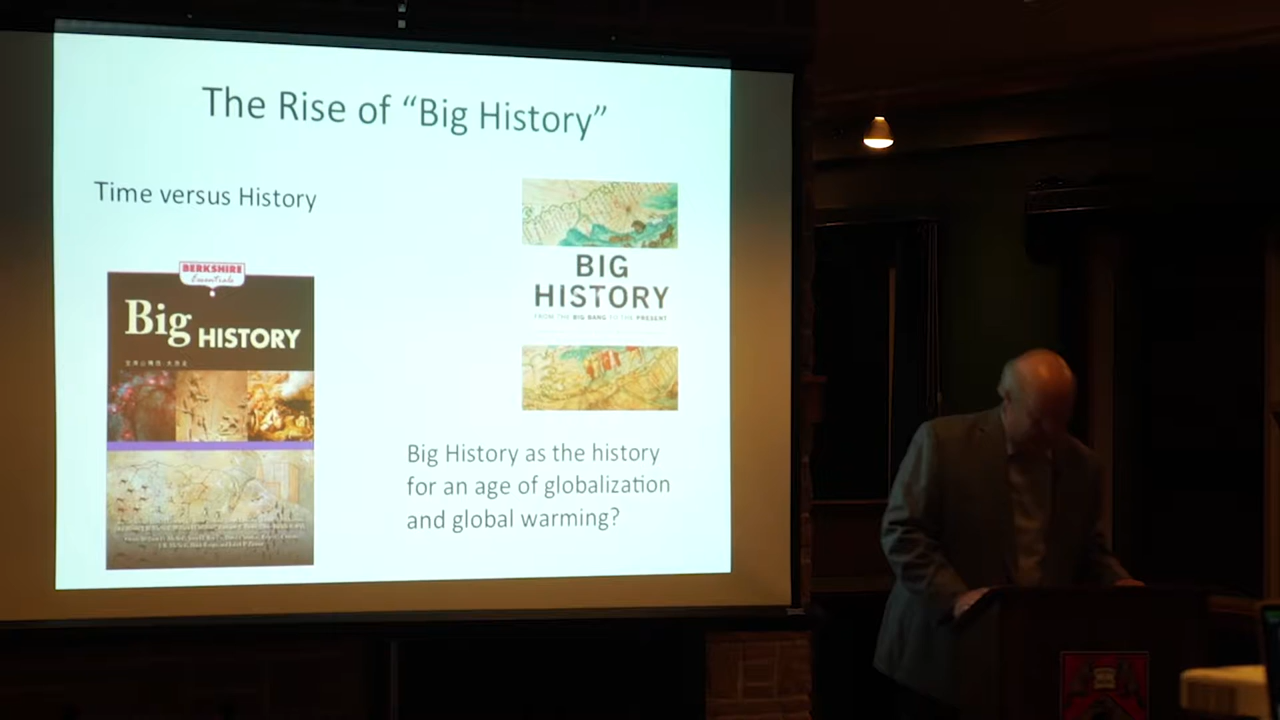 The Rise of “Big History”
Time versus History
BERKSHIRE
Essentials
Big HISTORY
BIG
HISTORY
FROM THE BIG BANG TO THE PRESENT
Big History as the history
for an age of globalization
and global warming?